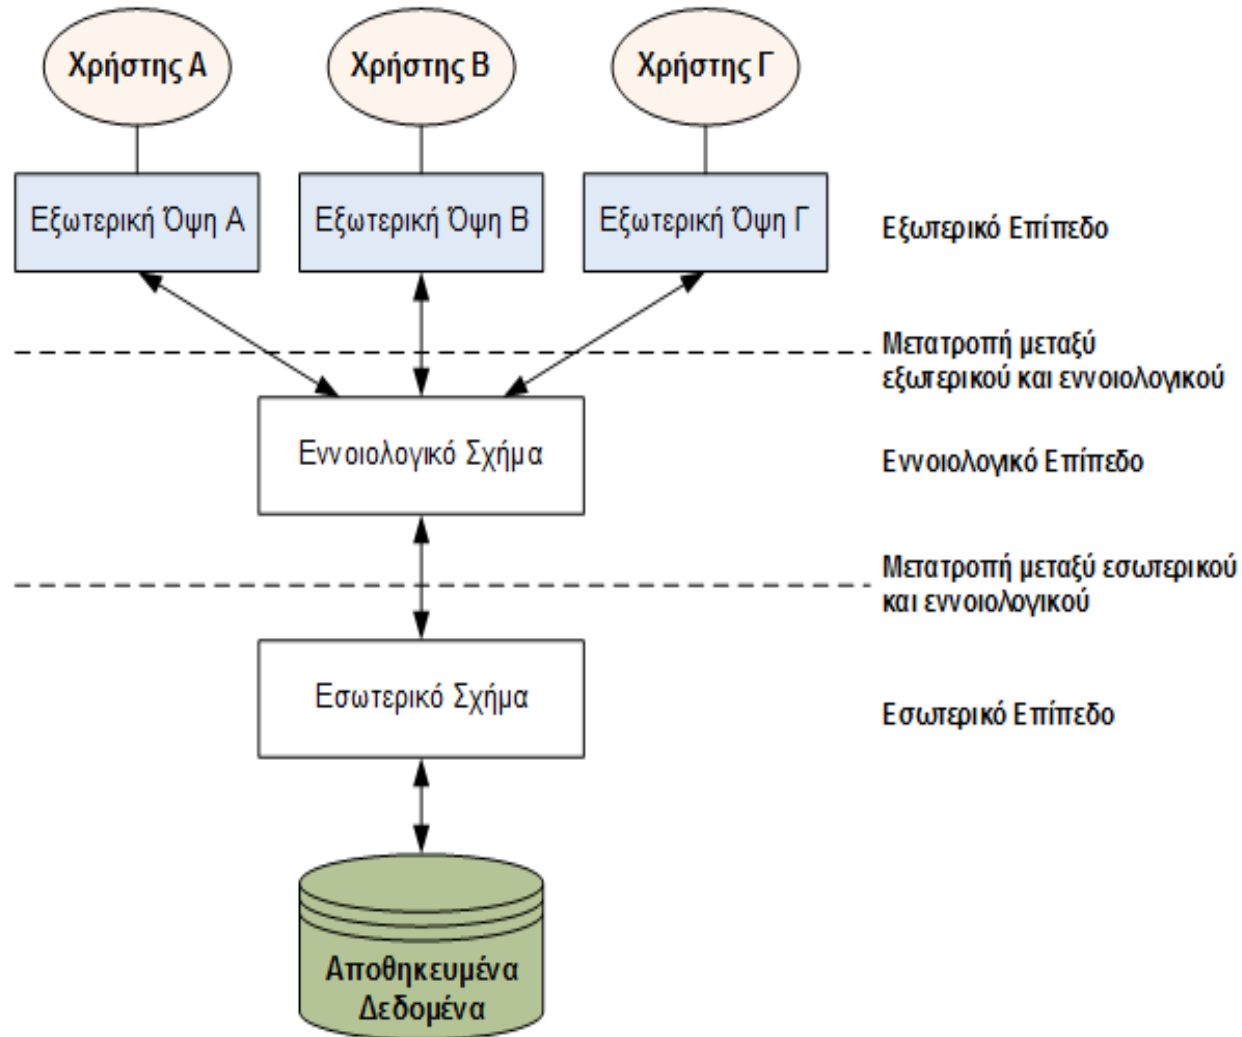 Χρήστης Α
Χρήστης Β
Χρήστης Γ
Εξωτερική Όψη Α
Εξωτερική Όψη Β
Εξωτερική Όψη Γ
Εξωτερικό Επίπεδο
Μετατροπή μεταξύ
εξωτερικού και εννοιολογικού
Εννοιολογικό Σχήμα
Εννοιολογικό Επίπεδο
Μετατροπή μεταξύ εσωτερικού
και εννοιολογικού
Εσωτερικό Σχήμα
Εσωτερικό Επίπεδο
Αποθηκευμένα
Δεδομένα